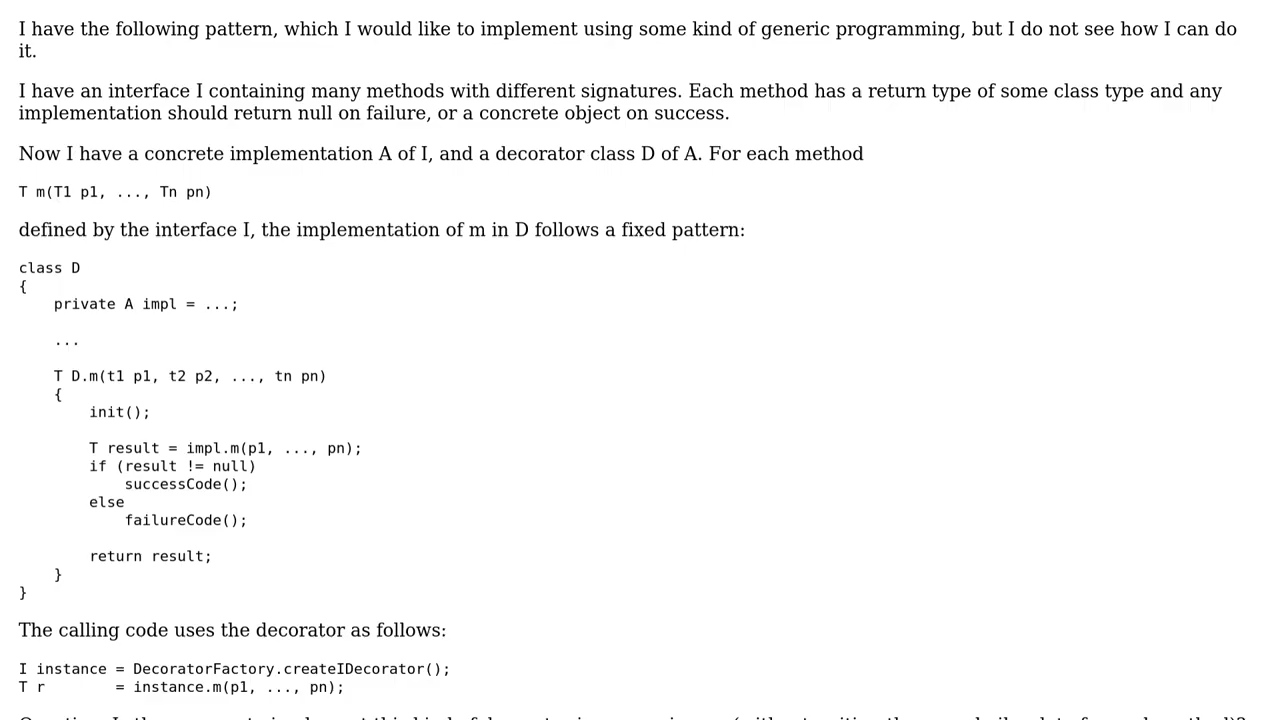 I have the following pattern, which I would like to implement using some kind of generic programming, but I do not see how I can do
it.
I have an interface I containing many methods with different signatures. Each method has a return type of some class type and any
implementation should return null on failure, or a concrete object on success.
Now I have a concrete implementation A of I, and a decorator class D of A. For each method
T m(T1 p1, ..., Tn pn)
defined by the interface I, the implementation of m in D follows a fixed pattern:
class D
{
    private A impl = ...;
    ...
    T D.m(t1 p1, t2 p2, ..., tn pn)
    {
        init();
        T result = impl.m(p1, ..., pn);
        if (result != null)
            successCode();
        else
            failureCode();
        return result;
    }
}
The calling code uses the decorator as follows:
I instance = DecoratorFactory.createIDecorator();
T r        = instance.m(p1, ..., pn);